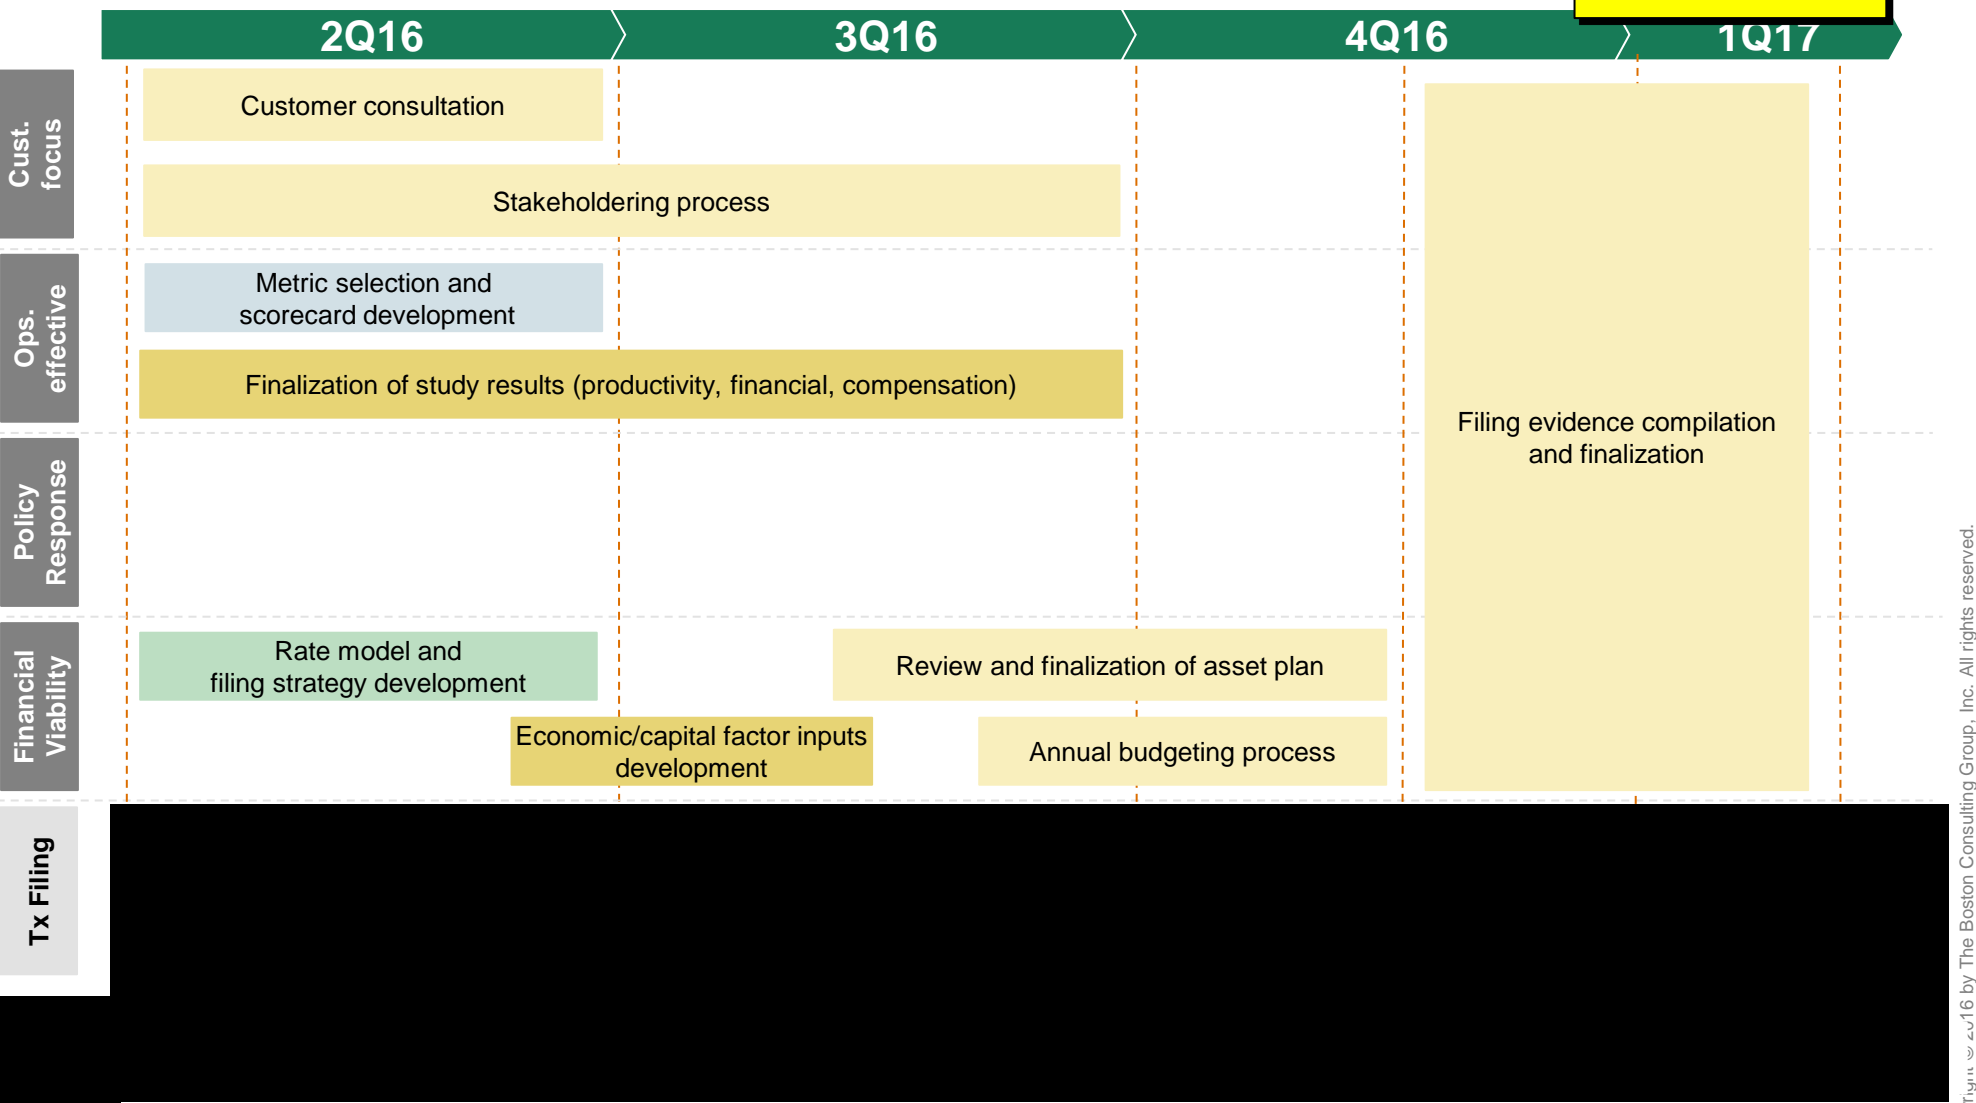 2Q16
3Q16
4Q16
1Q17
Cust.
focus
Customer consultation
Stakeholdering process
Ops.
effective
Metric selection and
scorecard development
Finalization of study results (productivity, financial, compensation)
Filing evidence compilation
and finalization
Policy
Response
Financial
Viability
Rate model and
filing strategy development
Review and finalization of asset plan
Economic/capital factor inputs
development
Annual budgeting process
Tx Filing
© 2016 by The Boston Consulting Group, Inc. All rights reserved.